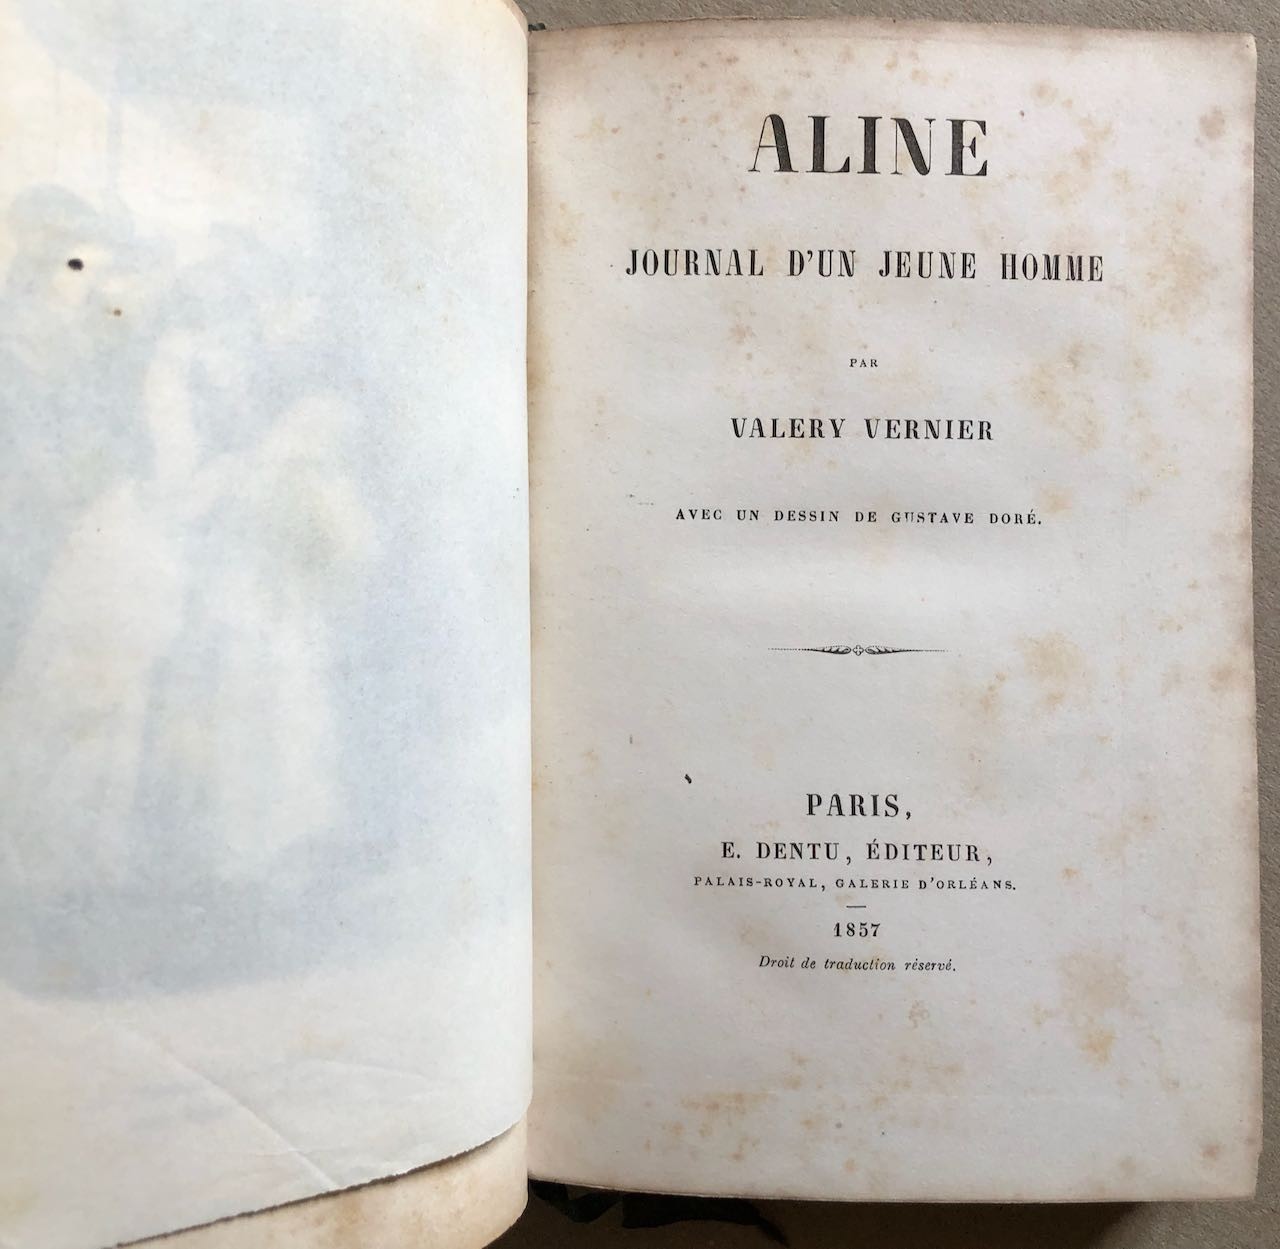 ALINE
JOURNAL D'UN JEUNE HOMME
PAR
VALERY VERNIER
AVEC UN DESSIN DE GUSTAVE DORÉ.
PARIS,
E. DENTU, ÉDITEUR,
PALAIS-ROYAL, GALERIE D'ORLÉANS.
1857
Droit de traduction réservé.